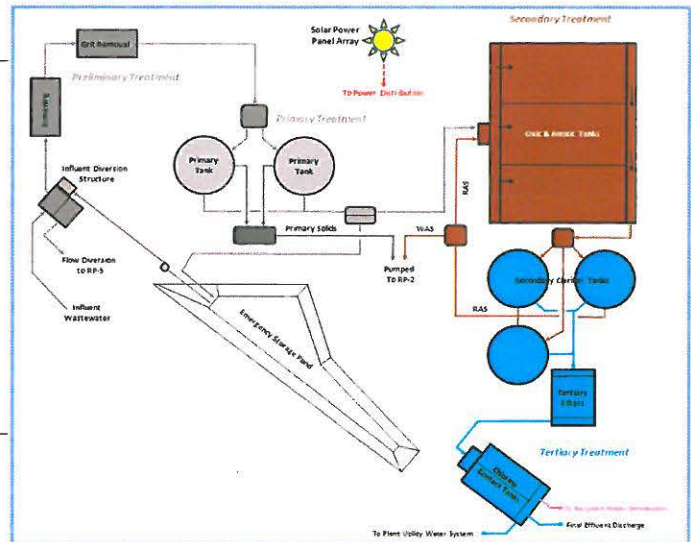 Secondary Treatment
Solar Power
Panel Array
Grit Removal
Preliminary Treatment
To Power Distribution
Screening
Primary Treatment
Oxic & Anoxic Tanks
Primary
Tank
Primary
Tank
Influent Diversion
Structure
RAS
Primary Solids
WAS
Flow Diversion
to RP-5
Pumped
To RP-2
Secondary Clarifier Tanks
RAS
Influent
Wastewater
Emergency Storage Pond
Tertiary
Filters
Tertiary Treatment
Chlorine
Contact Tanks
To Plant Utility Water System
Final Effluent Discharge